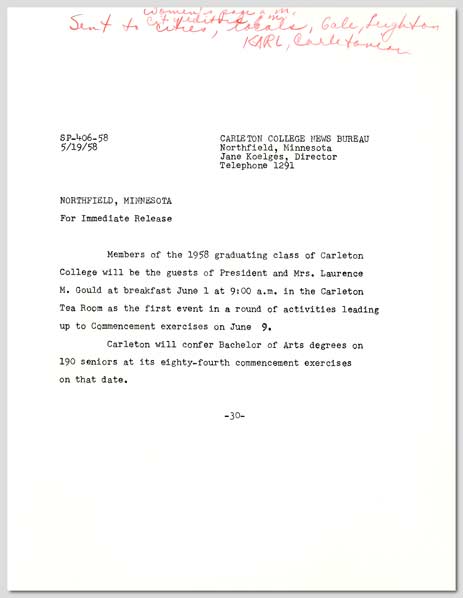 Women's page a.m.
City editor a.m.
Sent to Cities, locals, Gale, Leighton
KARL, Carletonian
SP-406-58
5/19/58
CARLETON COLLEGE NEWS BUREAU
Northfield, Minnesota
Jane Koelges, Director
Telephone 1291
NORTHFIELD, MINNESOTA
For Immediate Release
Members of the 1958 graduating class of Carleton
College will be the guests of President and Mrs. Laurence
M. Gould at breakfast June 1 at 9:00 a.m. in the Carleton
Tea Room as the first event in a round of activities leading
up to Commencement exercises on June 9.
Carleton will confer Bachelor of Arts degrees on
190 seniors at its eighty-fourth commencement exercises
on that date.
-30-